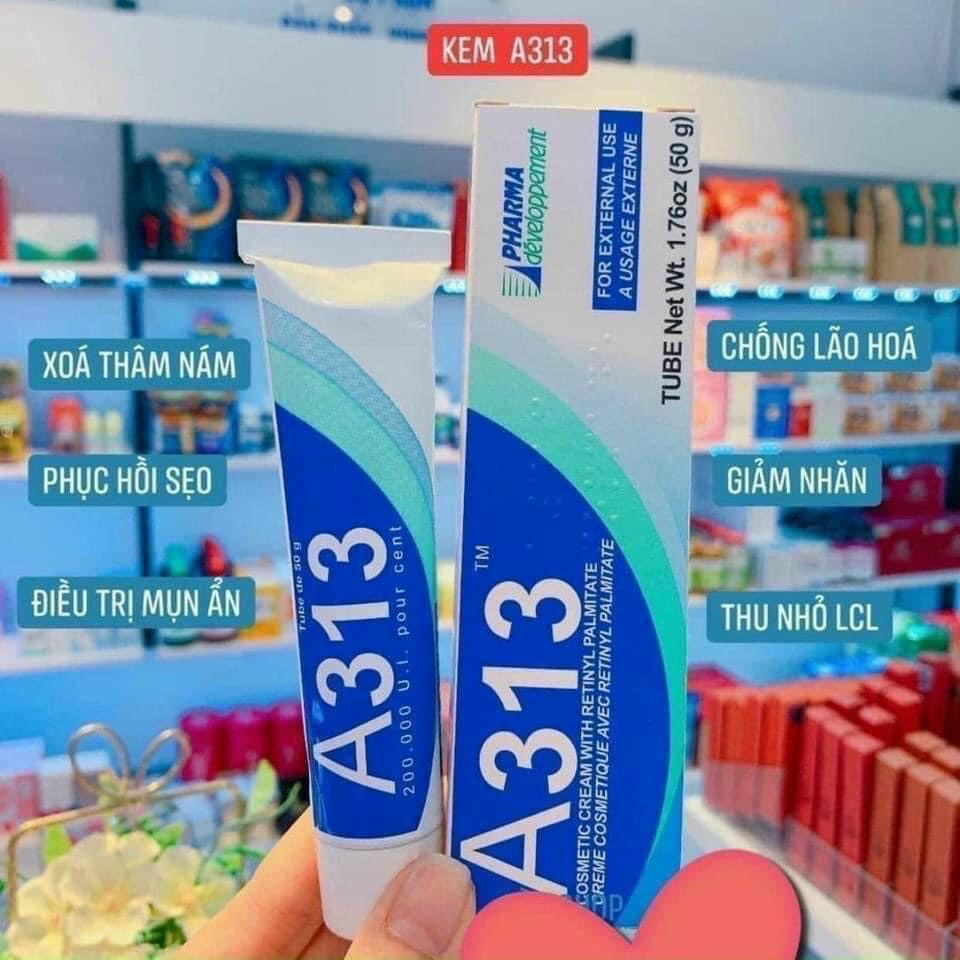 KEM A313
PHARMA
développement
FOR EXTERNAL USE
A USAGE EXTERNE
TUBE Net Wt. 1.76oz (50 g)
XOÁ THÂM NÁM
PHỤC HỒI SẸO
ĐIỀU TRỊ MỤN ẨN
CHỐNG LÃO HOÁ
GIẢM NHĂN
THU NHỎ LCL
Tube de 50 g
A313
200.000 U.I. pour cent
A313™
COSMETIC CREAM WITH RETINYL PALMITATE
CREME COSMETIQUE AVEC RETINYL PALMITATE